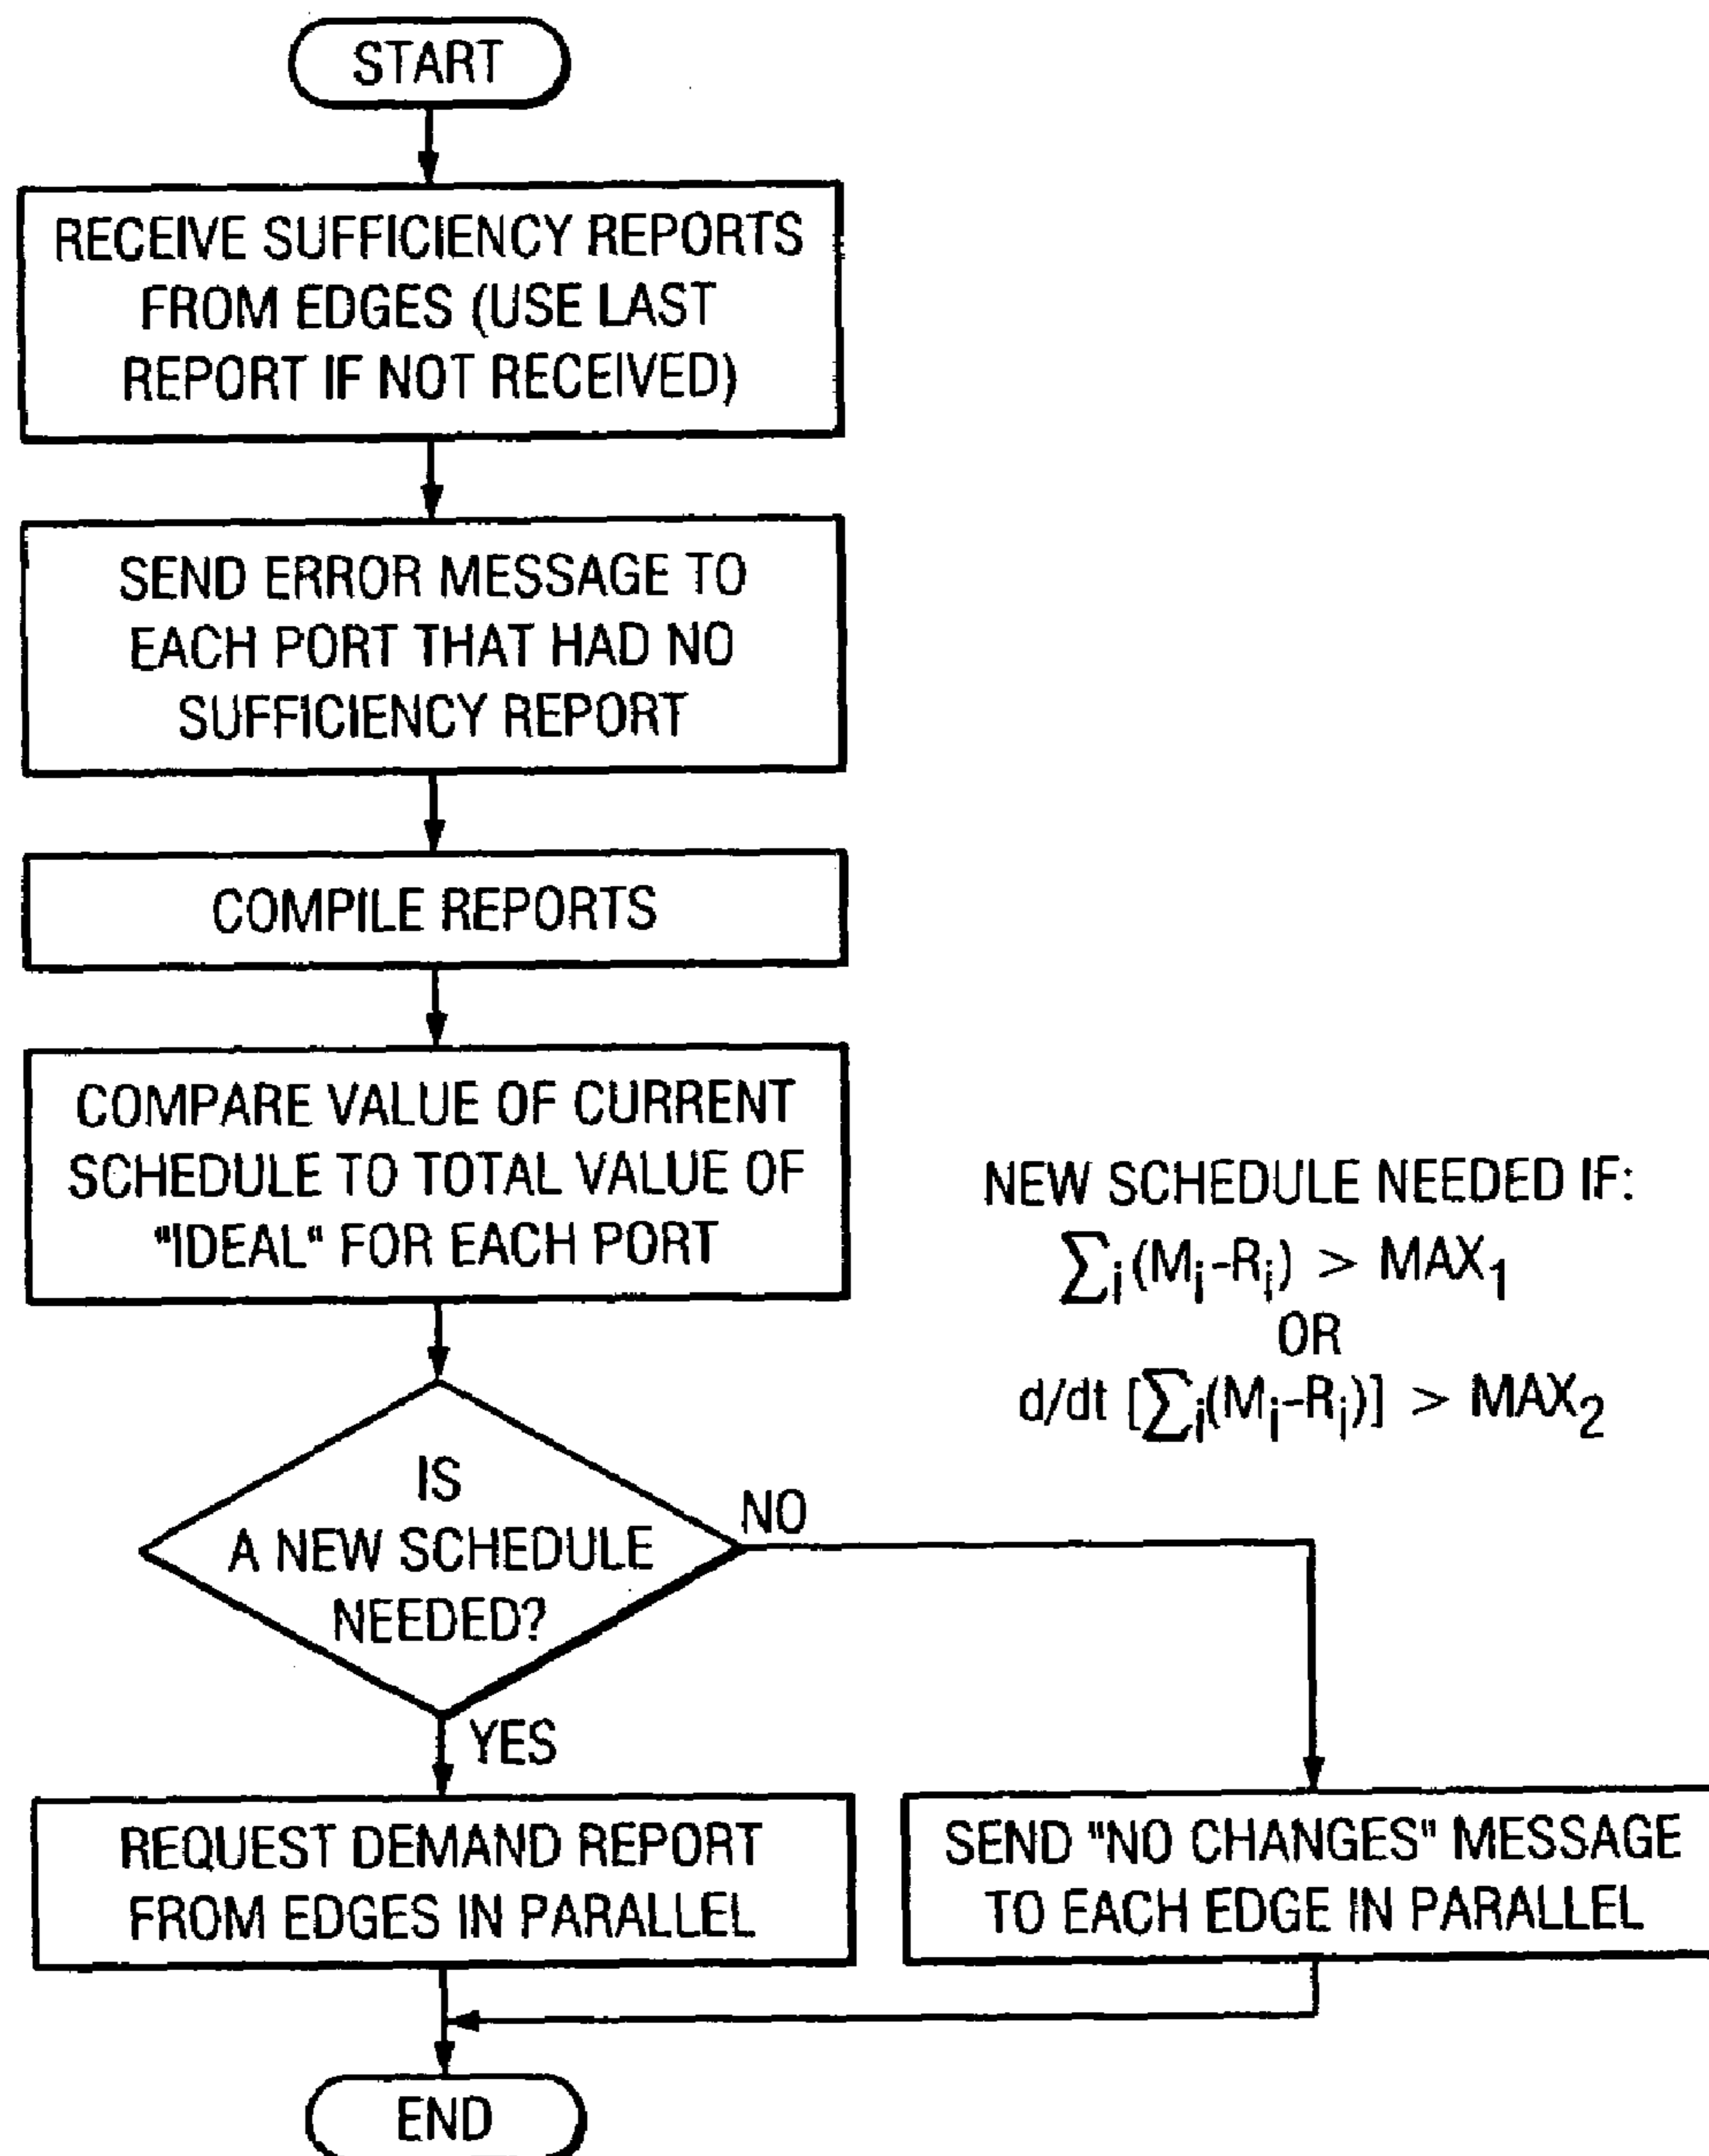 START
RECEIVE SUFFICIENCY REPORTS
FROM EDGES (USE LAST
REPORT IF NOT RECEIVED)
SEND ERROR MESSAGE TO
EACH PORT THAT HAD NO
SUFFICIENCY REPORT
COMPILE REPORTS
COMPARE VALUE OF CURRENT
SCHEDULE TO TOTAL VALUE OF
"IDEAL" FOR EACH PORT
NEW SCHEDULE NEEDED IF:
∑i(Mi-Ri) > MAX1
OR
d/dt [∑i(Mi-Ri)] > MAX2
IS
A NEW SCHEDULE
NEEDED?
NO
YES
REQUEST DEMAND REPORT
FROM EDGES IN PARALLEL
SEND "NO CHANGES" MESSAGE
TO EACH EDGE IN PARALLEL
END